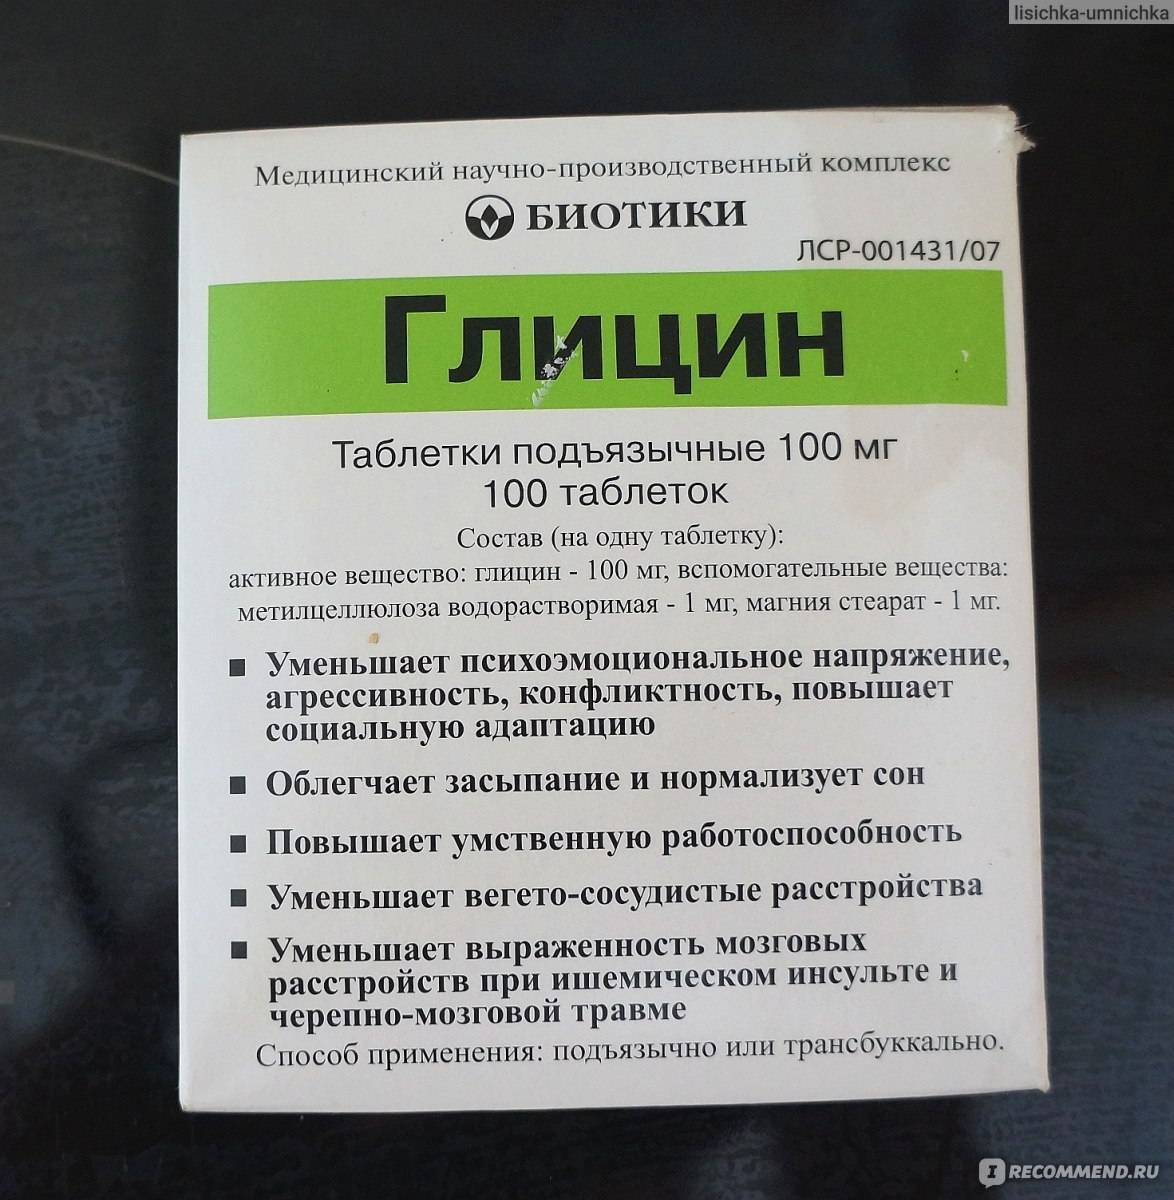 lisichka-umnichka
Медицинский научно-производственный комплекс
БИОТИКИ
ЛСР-001431/07
Глицин
Таблетки подъязычные 100 мг
100 таблеток
Состав (на одну таблетку):
активное вещество: глицин - 100 мг, вспомогательные вещества:
метилцеллюлоза водорастворимая - 1 мг, магния стеарат - 1 мг.
■ Уменьшает психоэмоциональное напряжение,
агрессивность, конфликтность, повышает
социальную адаптацию
■ Облегчает засыпание и нормализует сон
■ Повышает умственную работоспособность
■ Уменьшает вегето-сосудистые расстройства
■ Уменьшает выраженность мозговых
расстройств при ишемическом инсульте и
черепно-мозговой травме
Способ применения: подъязычно или трансбуккально.
I RECOMMEND.RU